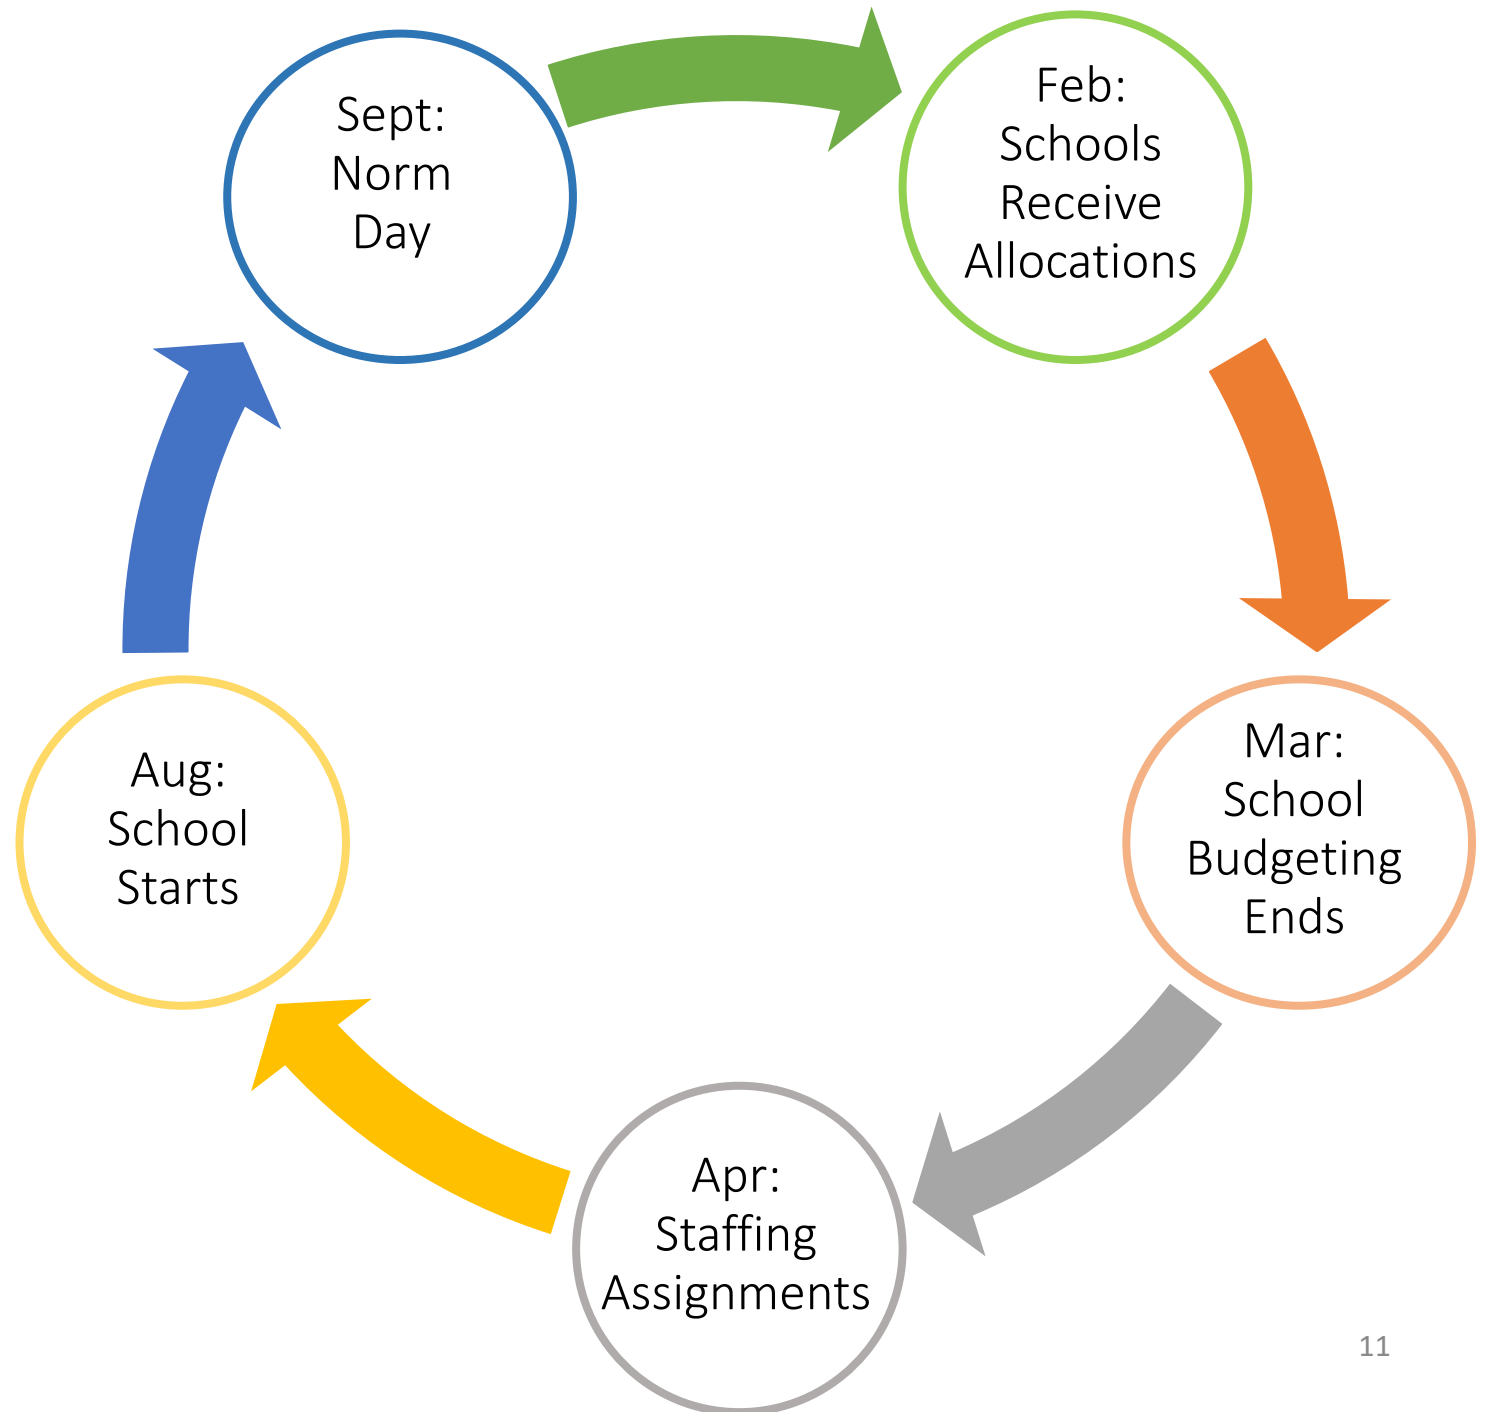 Sept:
Norm
Day
Feb:
Schools
Receive
Allocations
Mar:
School
Budgeting
Ends
Apr:
Staffing
Assignments
Aug:
School
Starts
11